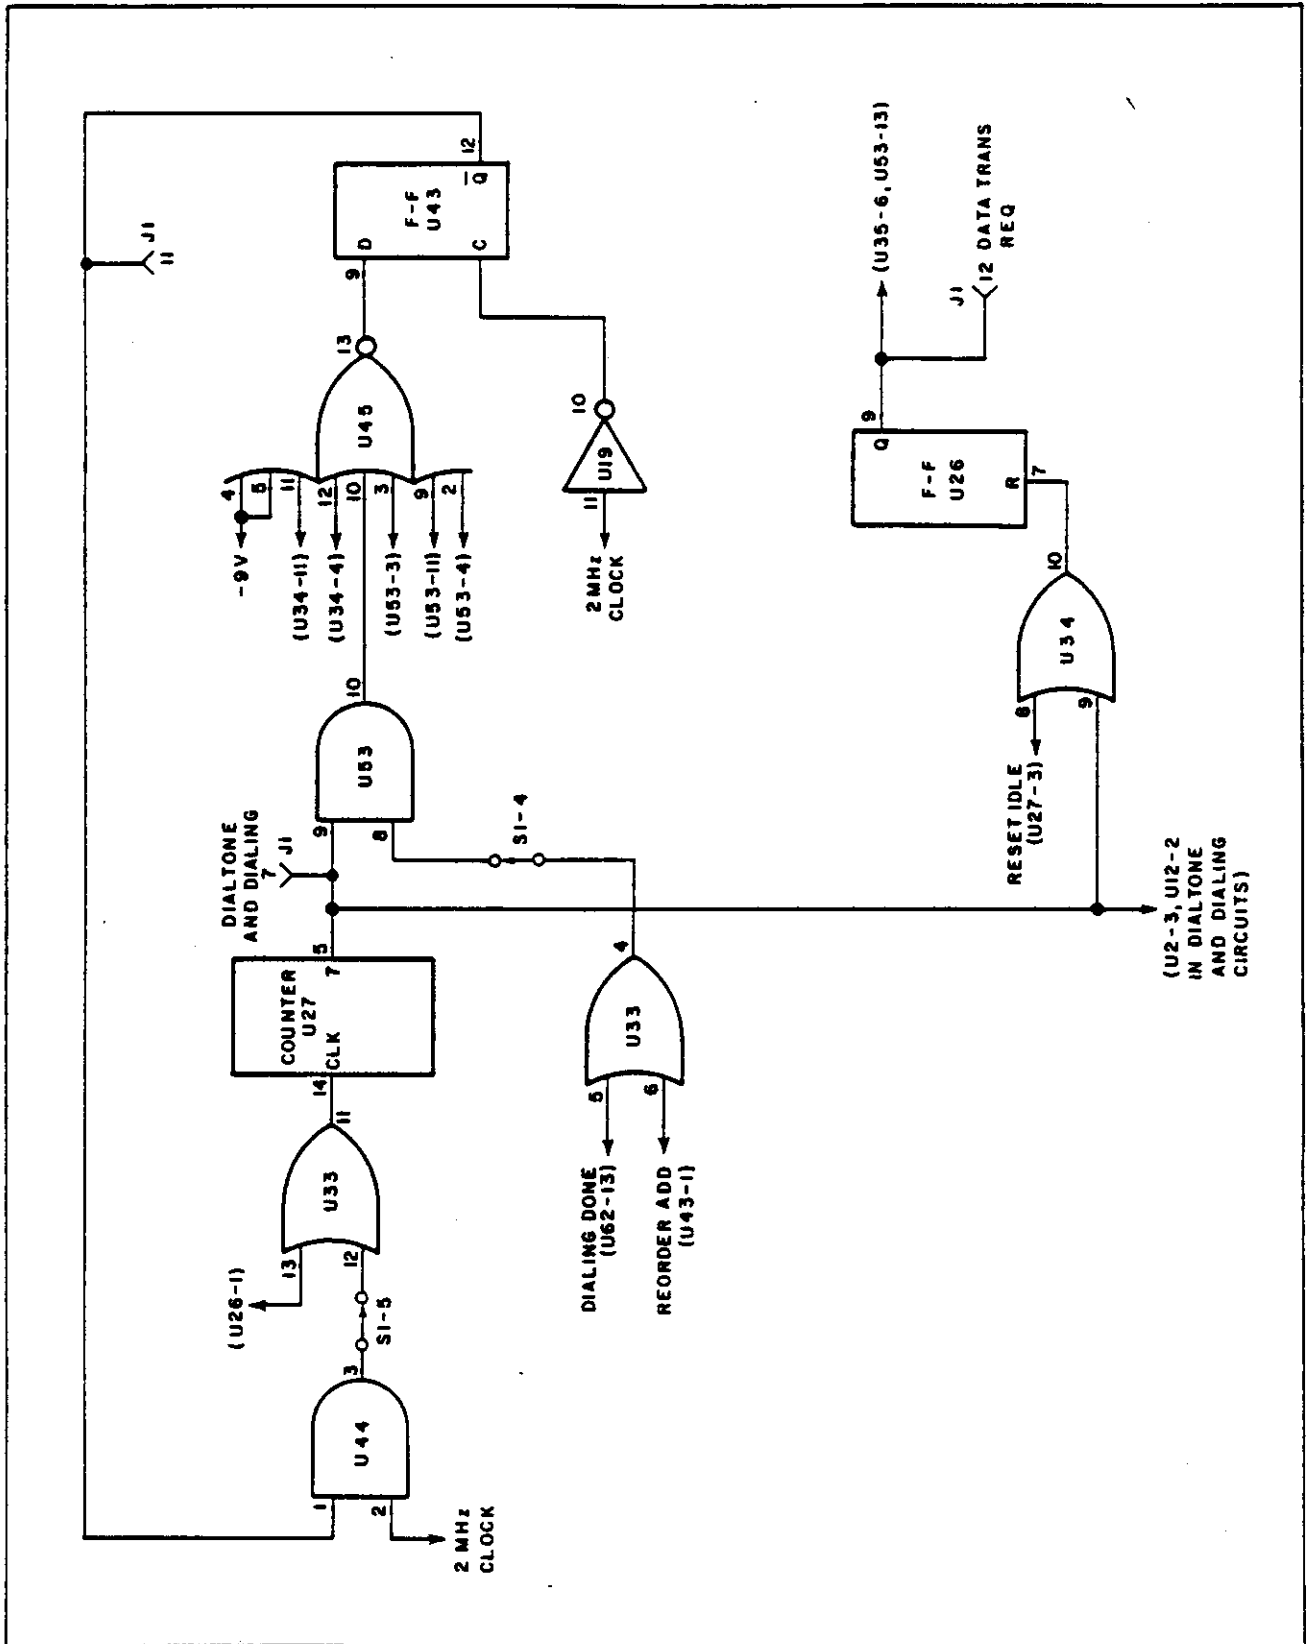 J1
11
DIALTONE
AND DIALING
7
J1
(U26-1)
13
12
U33
11
14
CLK
COUNTER
U27
7
5
9
8
U53
10
-9V
(U34-11)
(U34-4)
(U53-3)
(U53-11)
(U53-4)
4
5
11
12
10
3
9
2
U45
13
9
D
C
F-F
U43
Q
12
1
2
U44
3
S1-5
2 MHz
CLOCK
S1-4
2MHz
CLOCK
11
U19
10
DIALING DONE
(U62-13)
REORDER ADD
(U43-1)
5
6
U33
4
RESET IDLE
(U27-3)
8
9
U34
10
F-F
U26
R
7
Q
9
(U35-6, U53-13)
J1
12 DATA TRANS
REQ
(U2-3, U12-2
IN DIALTONE
AND DIALING
CIRCUITS)